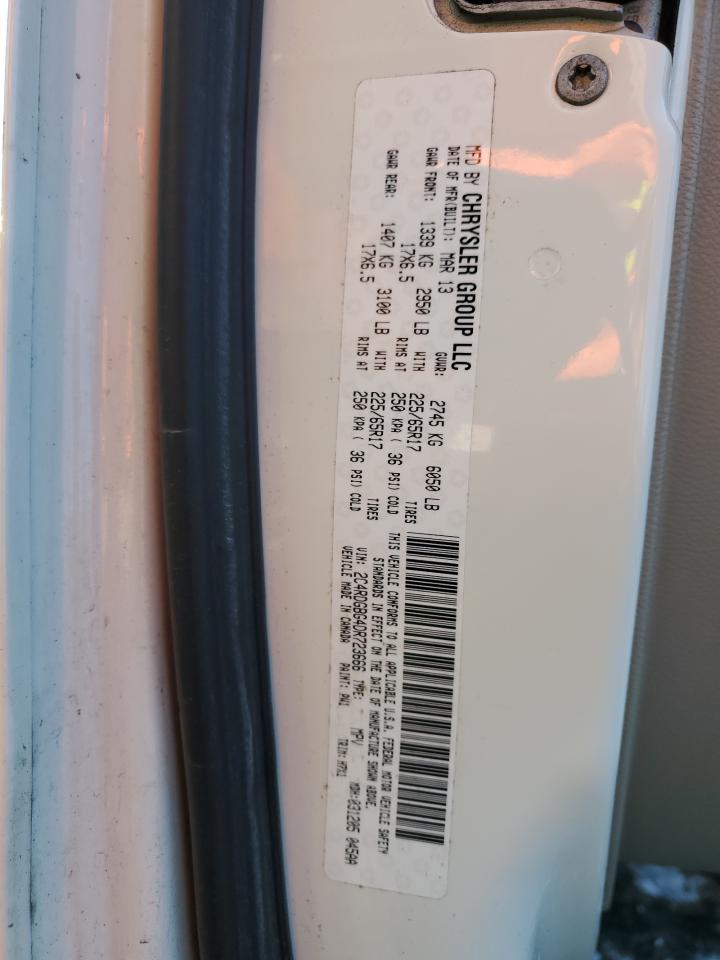 MFD BY CHRYSLER GROUP LLC
DATE OF MFR(BUILT): MAR 13 GVWR: 2745 KG 6050 LB
GAWR FRONT: 1339 KG 2950 LB WITH 225/65R17 TIRES
17X6.5 RIMS AT 250 KPA ( 36 PSI) COLD
GAWR REAR: 1407 KG 3100 LB WITH 225/65R17 TIRES
17X6.5 RIMS AT 250 KPA ( 36 PSI) COLD
THIS VEHICLE CONFORMS TO ALL APPLICABLE U.S.A. FEDERAL MOTOR VEHICLE SAFETY
STANDARDS IN EFFECT ON THE DATE OF MANUFACTURE SHOWN ABOVE.
VIN: 2C4RDGBG4DR723666 TYPE: MPV MDH:031205 045AA
VEHICLE MADE IN CANADA PAINT: PW1 TRIM: